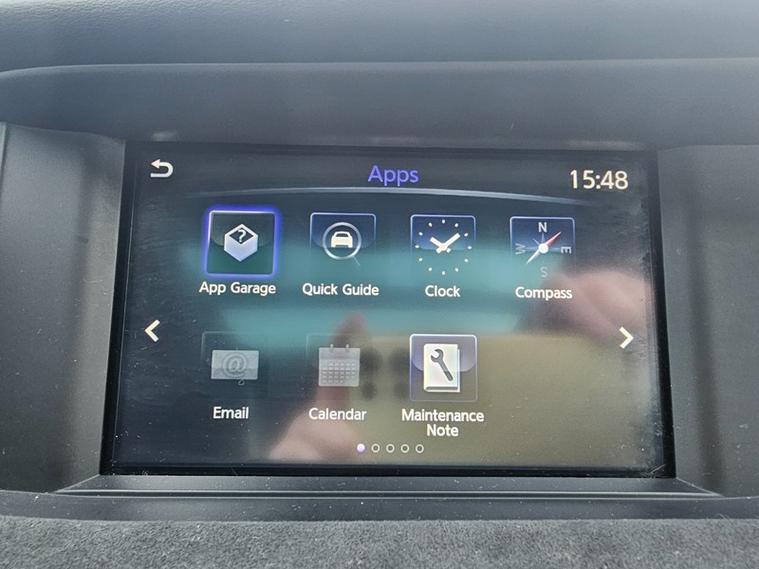 Apps
15:48
?
N
W
E
S
App Garage
Quick Guide
Clock
Compass
@
Email
Calendar
Maintenance
Note